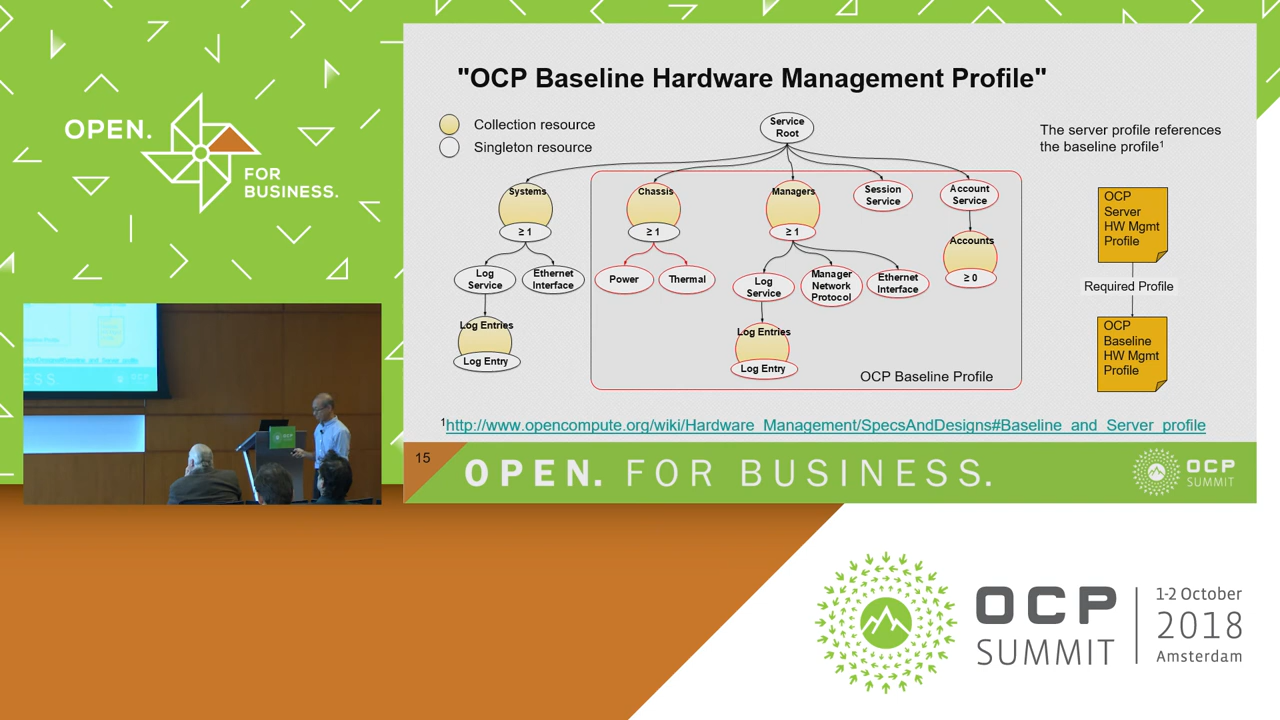 OPEN.
FOR
BUSINESS.
"OCP Baseline Hardware Management Profile"
Collection resource
Singleton resource
Service
Root
The server profile references
the baseline profile1
Systems
Chassis
Managers
Session
Service
Account
Service
≥ 1
≥ 1
≥ 1
Accounts
≥ 0
Log
Service
Ethernet
Interface
Power
Thermal
Log
Service
Manager
Network
Protocol
Ethernet
Interface
Log Entries
Log Entry
Log Entries
Log Entry
OCP Baseline Profile
OCP
Server
HW Mgmt
Profile
Required Profile
OCP
Baseline
HW Mgmt
Profile
1http://www.opencompute.org/wiki/Hardware_Management/SpecsAndDesigns#Baseline_and_Server_profile
15
OPEN. FOR BUSINESS.
OCP
SUMMIT
OCP
SUMMIT
1-2 October
2018
Amsterdam